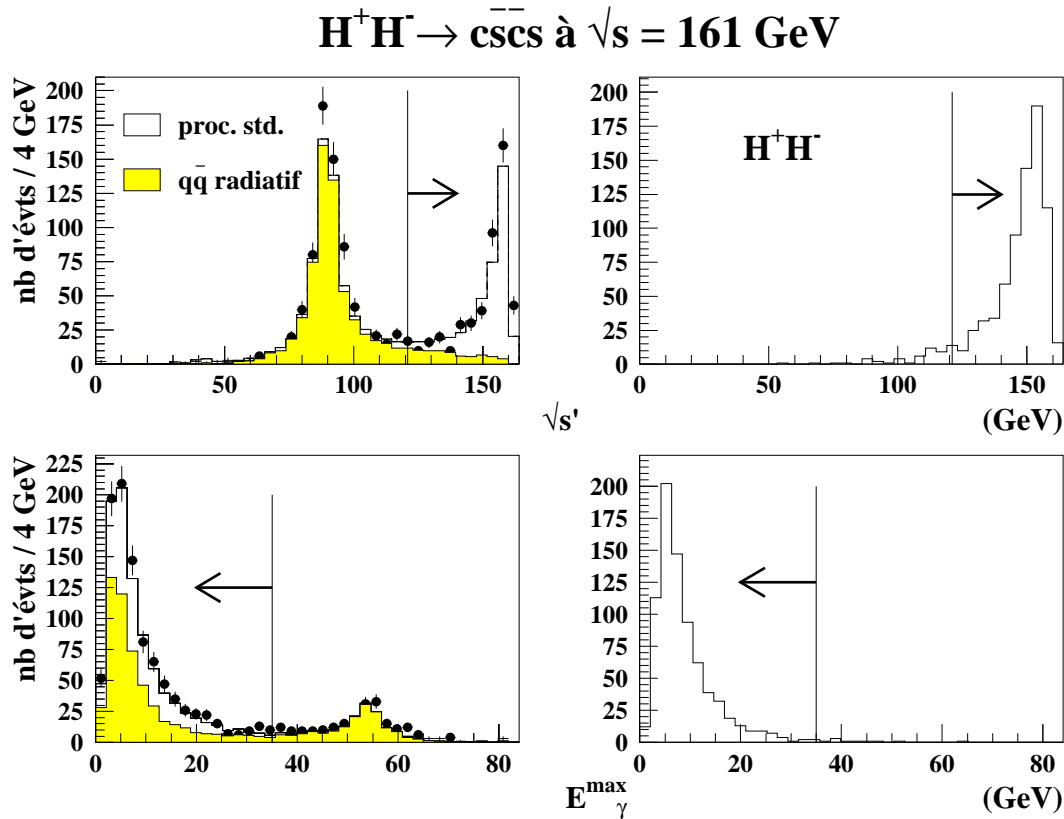 H⁺H⁻ → cs̄c̄s à √s = 161 GeV
nb d'évts / 4 GeV
200
175
150
125
100
75
50
25
0
proc. std.
qq̄ radiatif
0 50 100 150
200
175
150
125
100
75
50
25
0
H⁺H⁻
0 50 100 150
√s'
(GeV)
nb d'évts / 4 GeV
225
200
175
150
125
100
75
50
25
0
0 20 40 60 80
200
175
150
125
100
75
50
25
0
0 20 40 60 80
E^max_γ
(GeV)